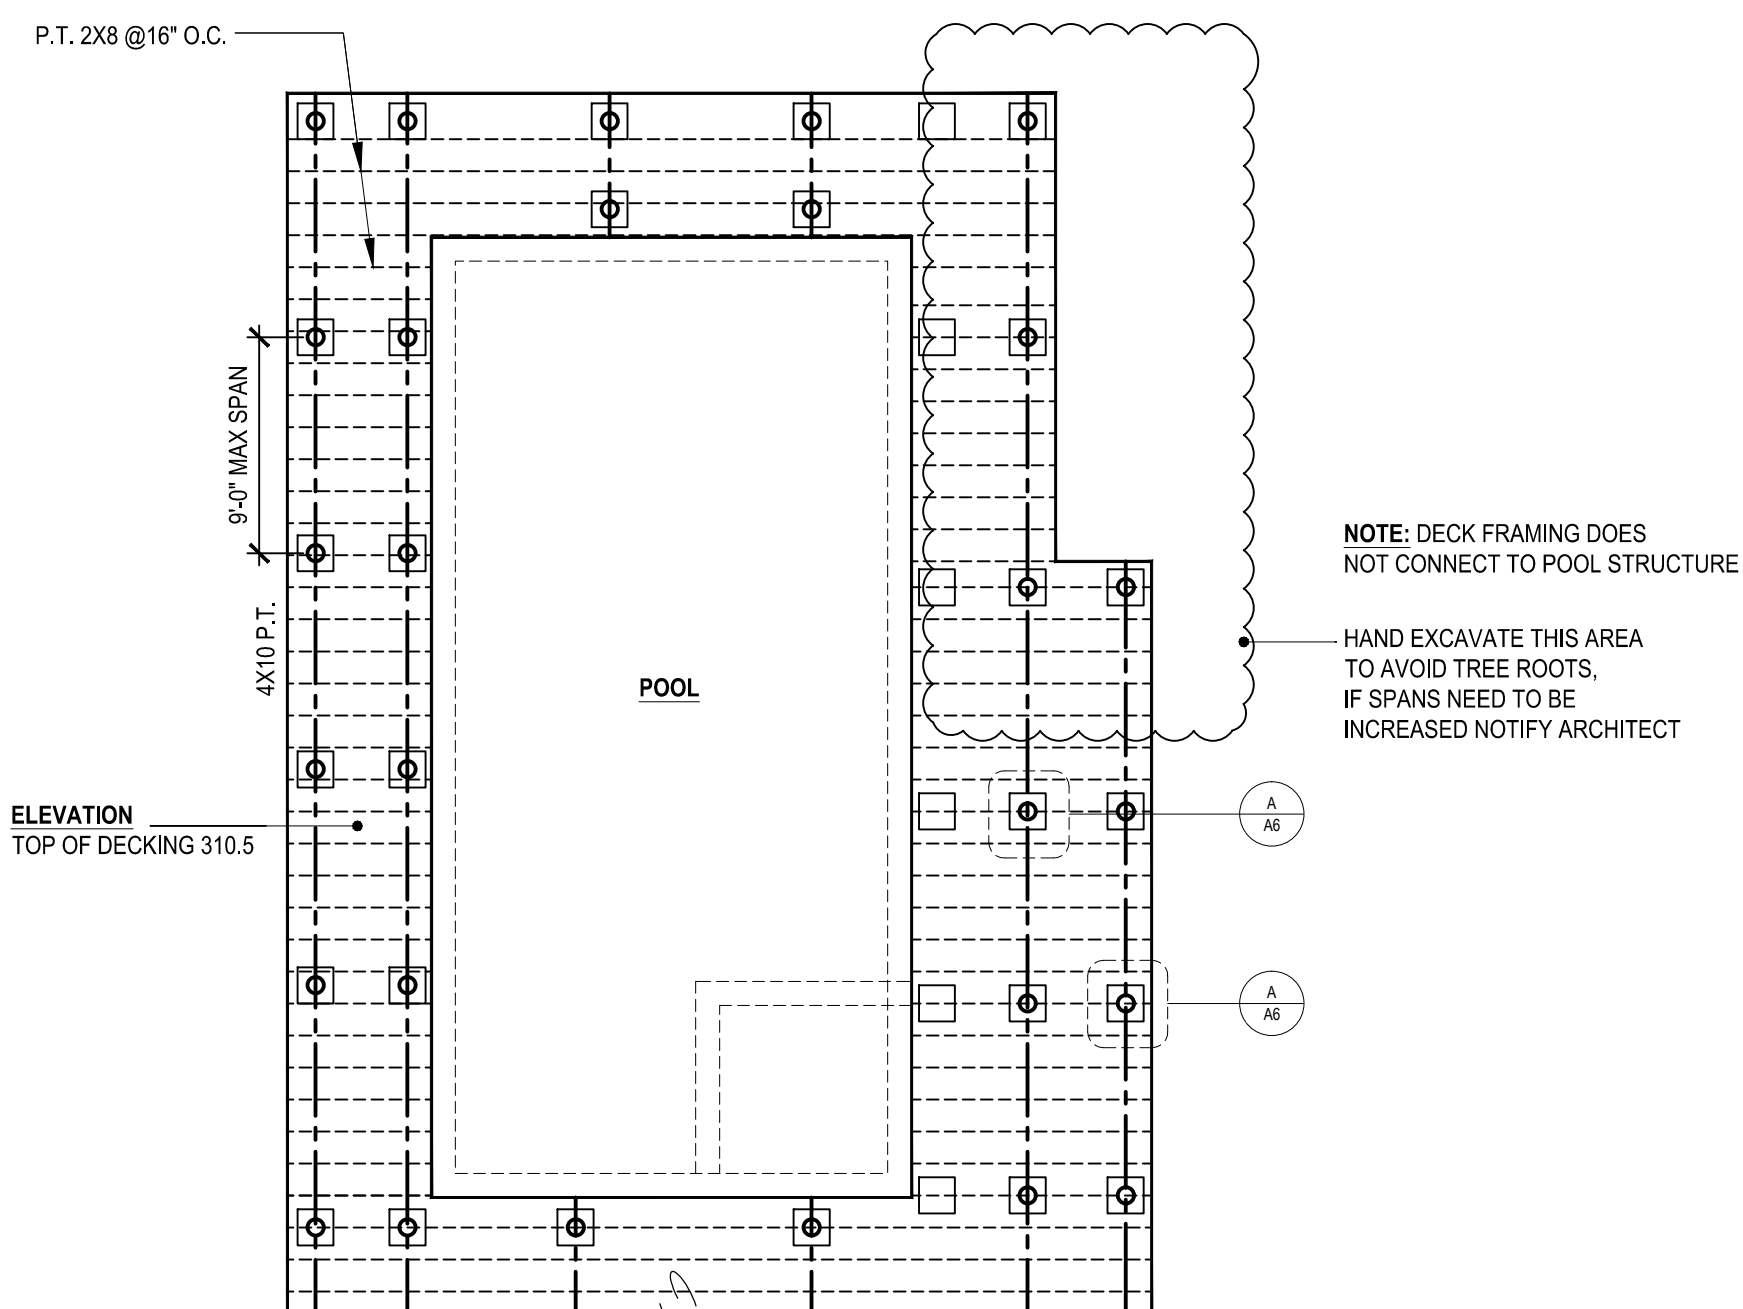 P.T. 2X8 @16" O.C.
9'-0" MAX SPAN
4X10 P.T.
ELEVATION
TOP OF DECKING 310.5
POOL
NOTE: DECK FRAMING DOES
NOT CONNECT TO POOL STRUCTURE
HAND EXCAVATE THIS AREA
TO AVOID TREE ROOTS,
IF SPANS NEED TO BE
INCREASED NOTIFY ARCHITECT
A
A6
A
A6